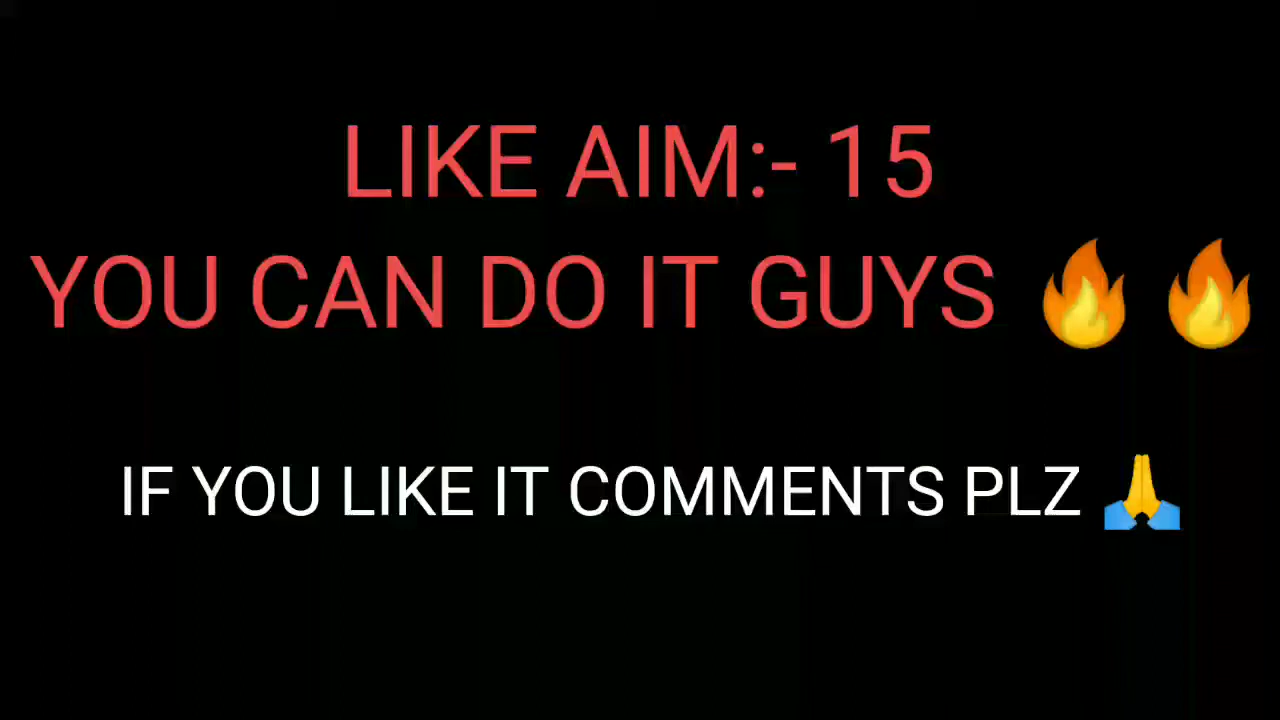 LIKE AIM:- 15
YOU CAN DO IT GUYS 🔥 🔥
IF YOU LIKE IT COMMENTS PLZ 🙏